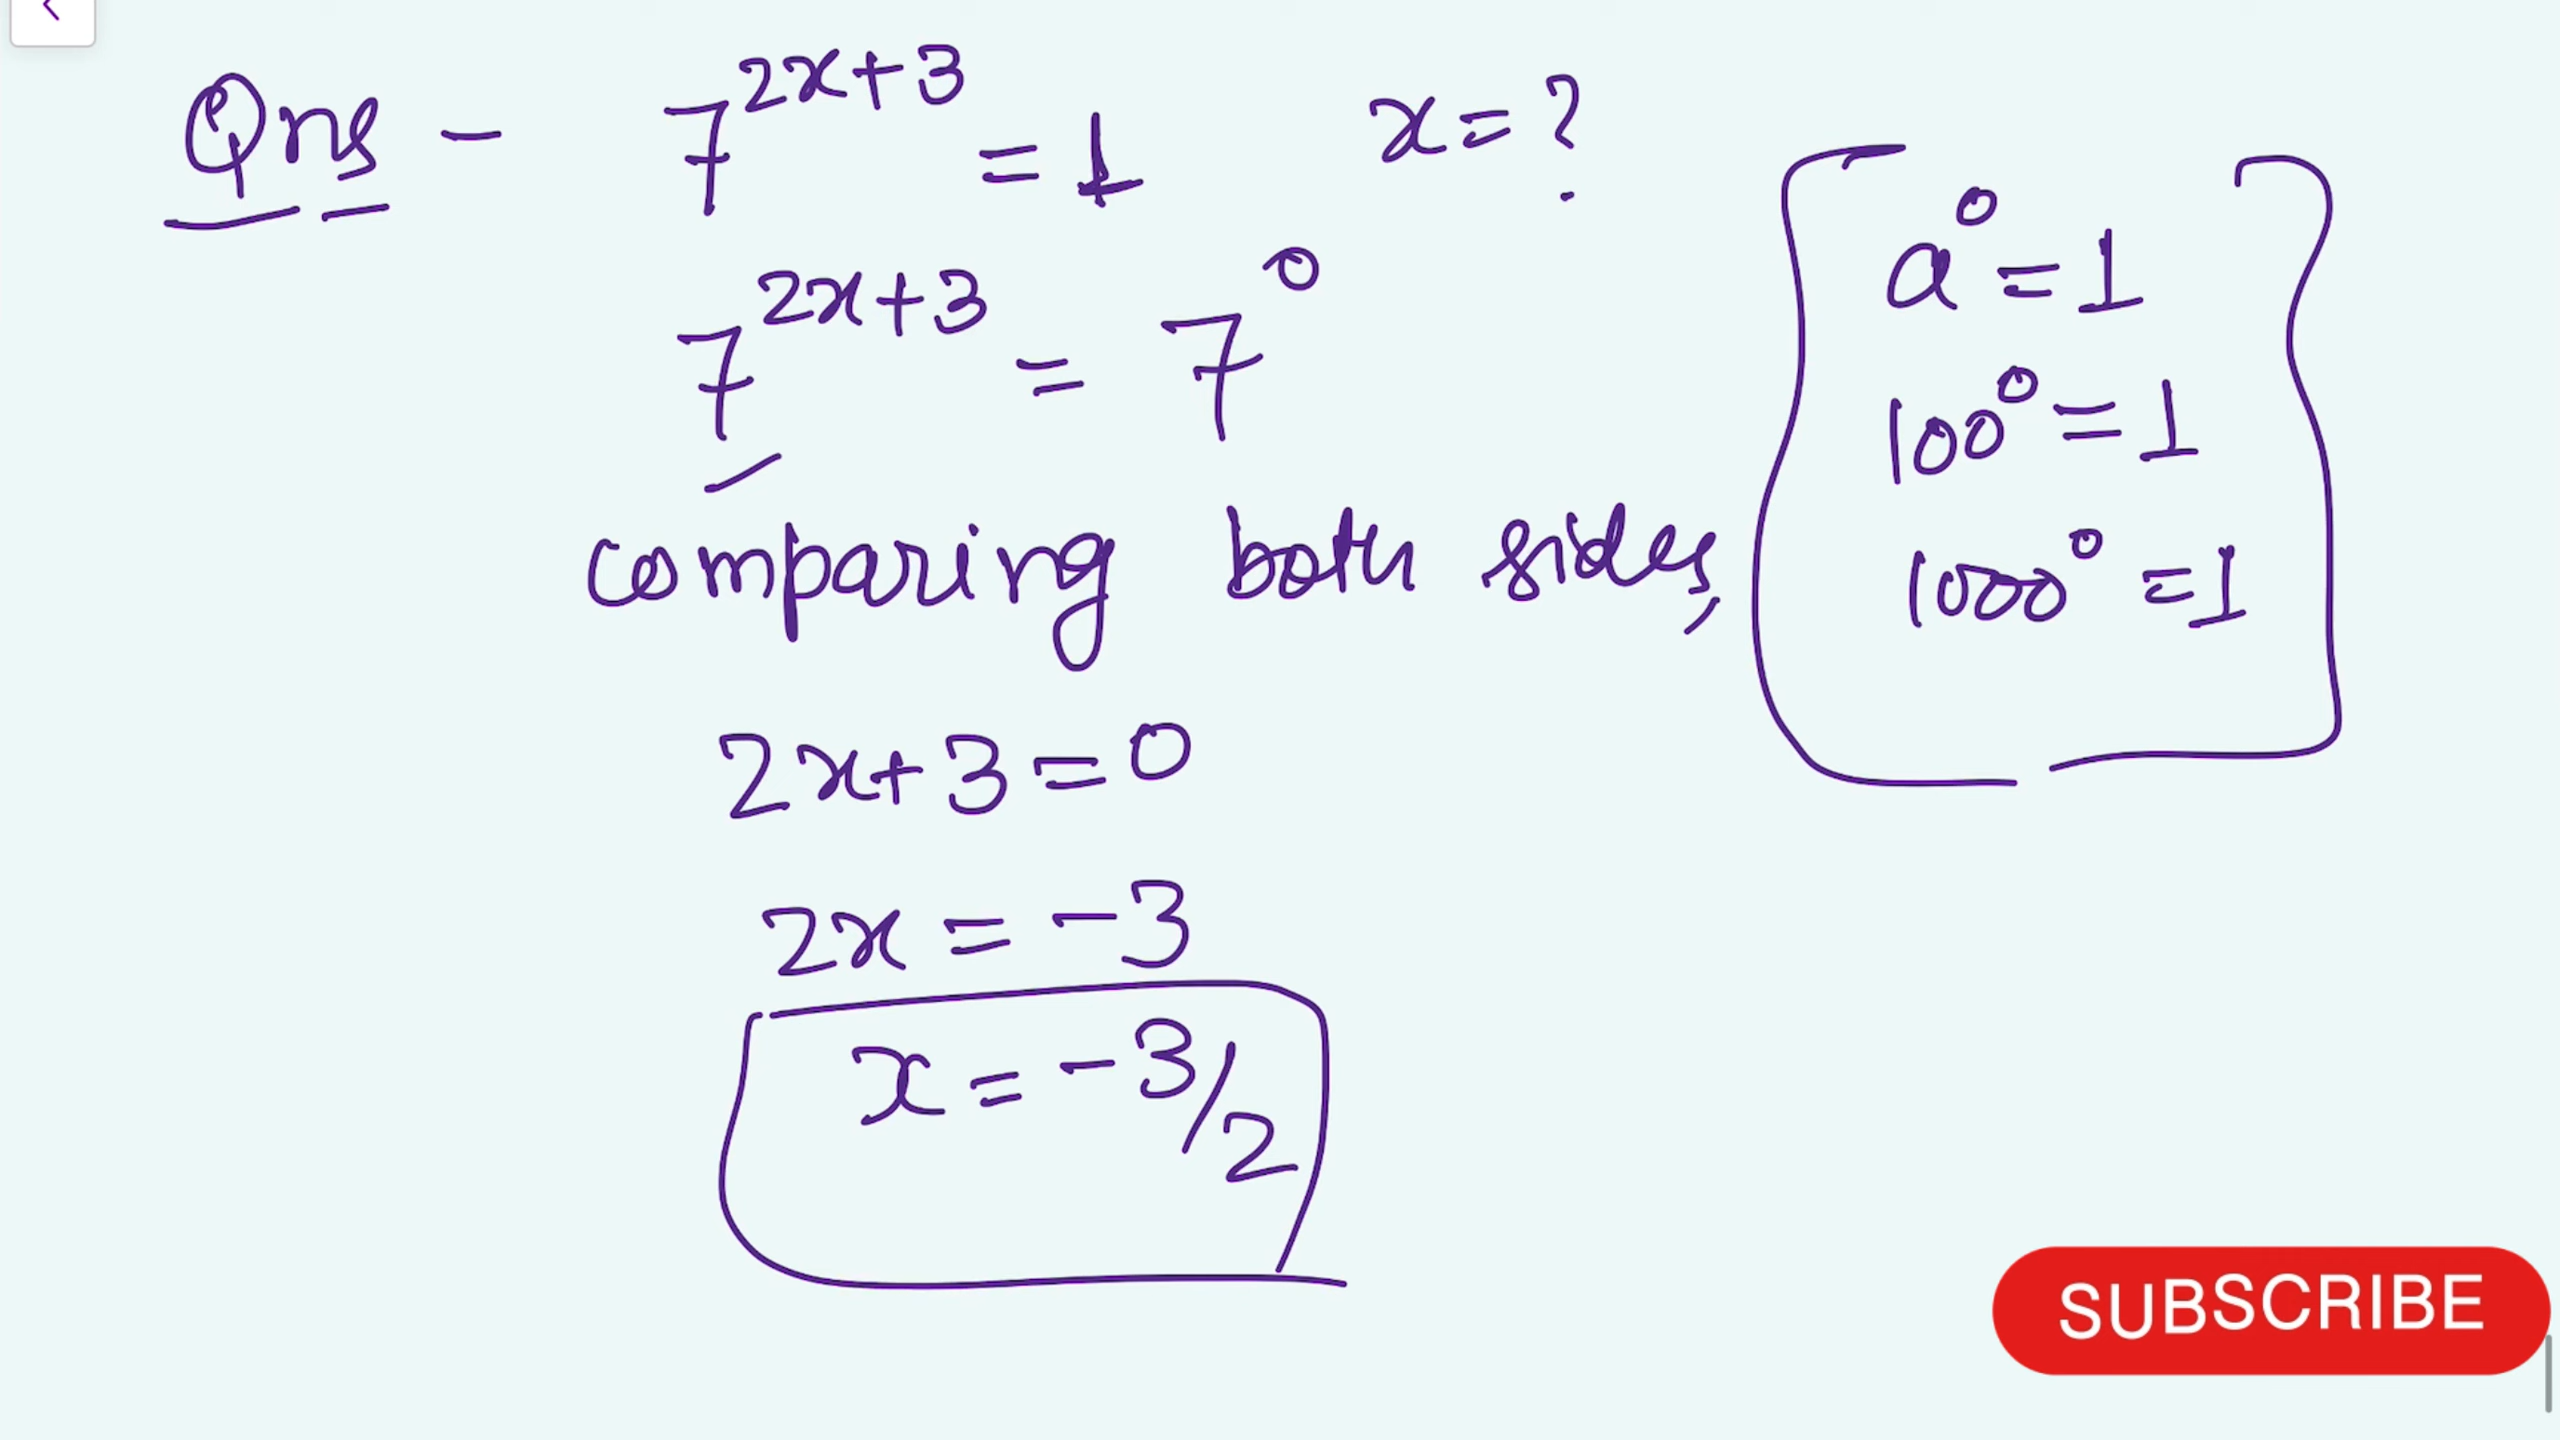 Qns - 7^{2x+3} = 1 x = ?
7^{2x+3} = 7^0
comparing both sides,
2x+3=0
2x = -3
x = -3/2
a^0 = 1
100^0 = 1
1000^0 = 1
SUBSCRIBE